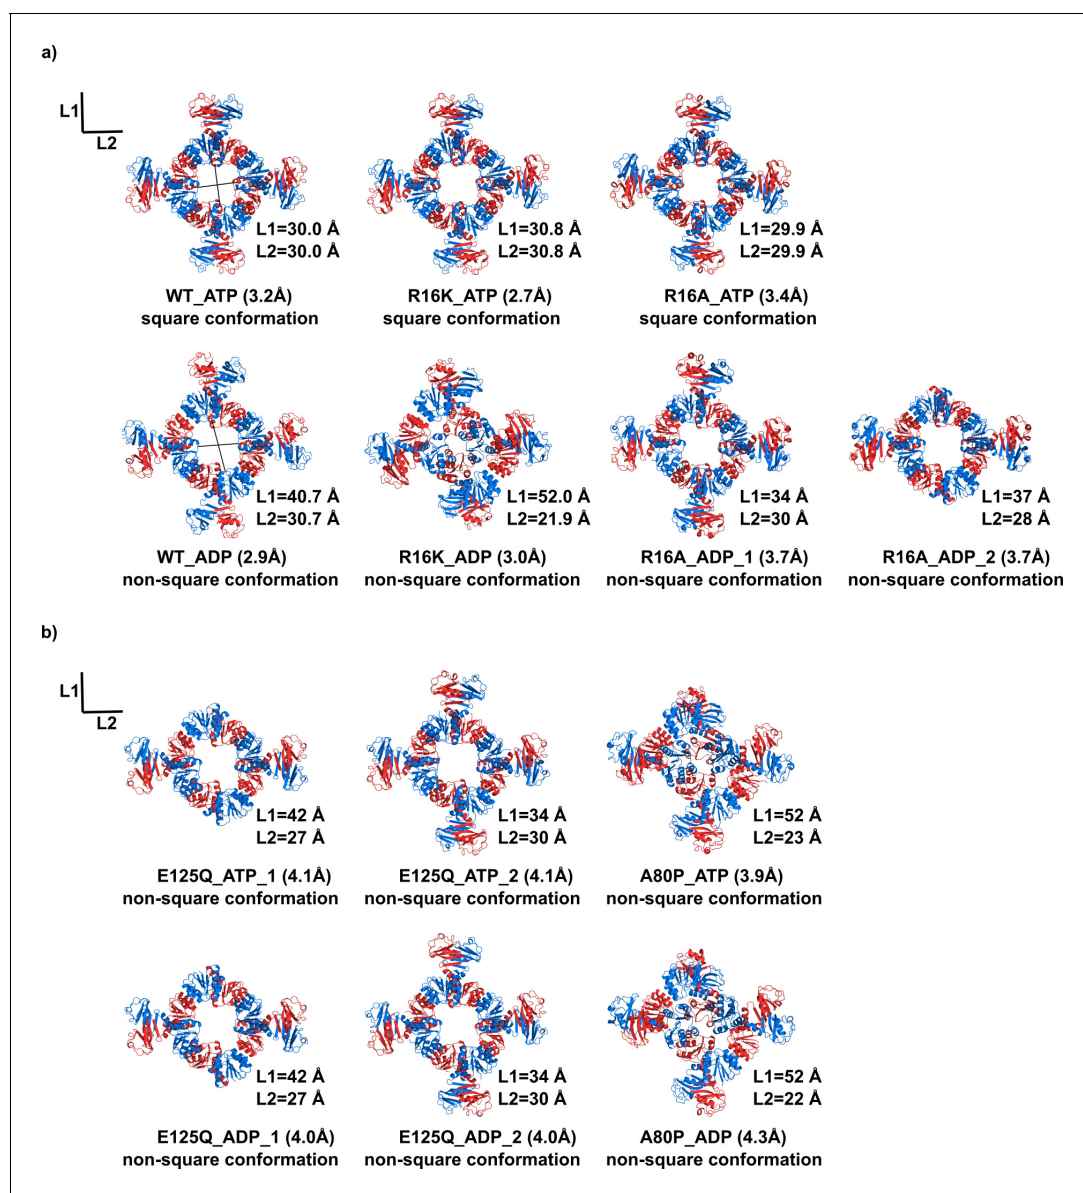 a)
L1
L2
L1=30.0 Å
L2=30.0 Å
WT_ATP (3.2Å)
square conformation
L1=30.8 Å
L2=30.8 Å
R16K_ATP (2.7Å)
square conformation
L1=29.9 Å
L2=29.9 Å
R16A_ATP (3.4Å)
square conformation
L1=40.7 Å
L2=30.7 Å
WT_ADP (2.9Å)
non-square conformation
L1=52.0 Å
L2=21.9 Å
R16K_ADP (3.0Å)
non-square conformation
L1=34 Å
L2=30 Å
R16A_ADP_1 (3.7Å)
non-square conformation
L1=37 Å
L2=28 Å
R16A_ADP_2 (3.7Å)
non-square conformation
b)
L1
L2
L1=42 Å
L2=27 Å
E125Q_ATP_1 (4.1Å)
non-square conformation
L1=34 Å
L2=30 Å
E125Q_ATP_2 (4.1Å)
non-square conformation
L1=52 Å
L2=23 Å
A80P_ATP (3.9Å)
non-square conformation
L1=42 Å
L2=27 Å
E125Q_ADP_1 (4.0Å)
non-square conformation
L1=34 Å
L2=30 Å
E125Q_ADP_2 (4.0Å)
non-square conformation
L1=52 Å
L2=22 Å
A80P_ADP (4.3Å)
non-square conformation